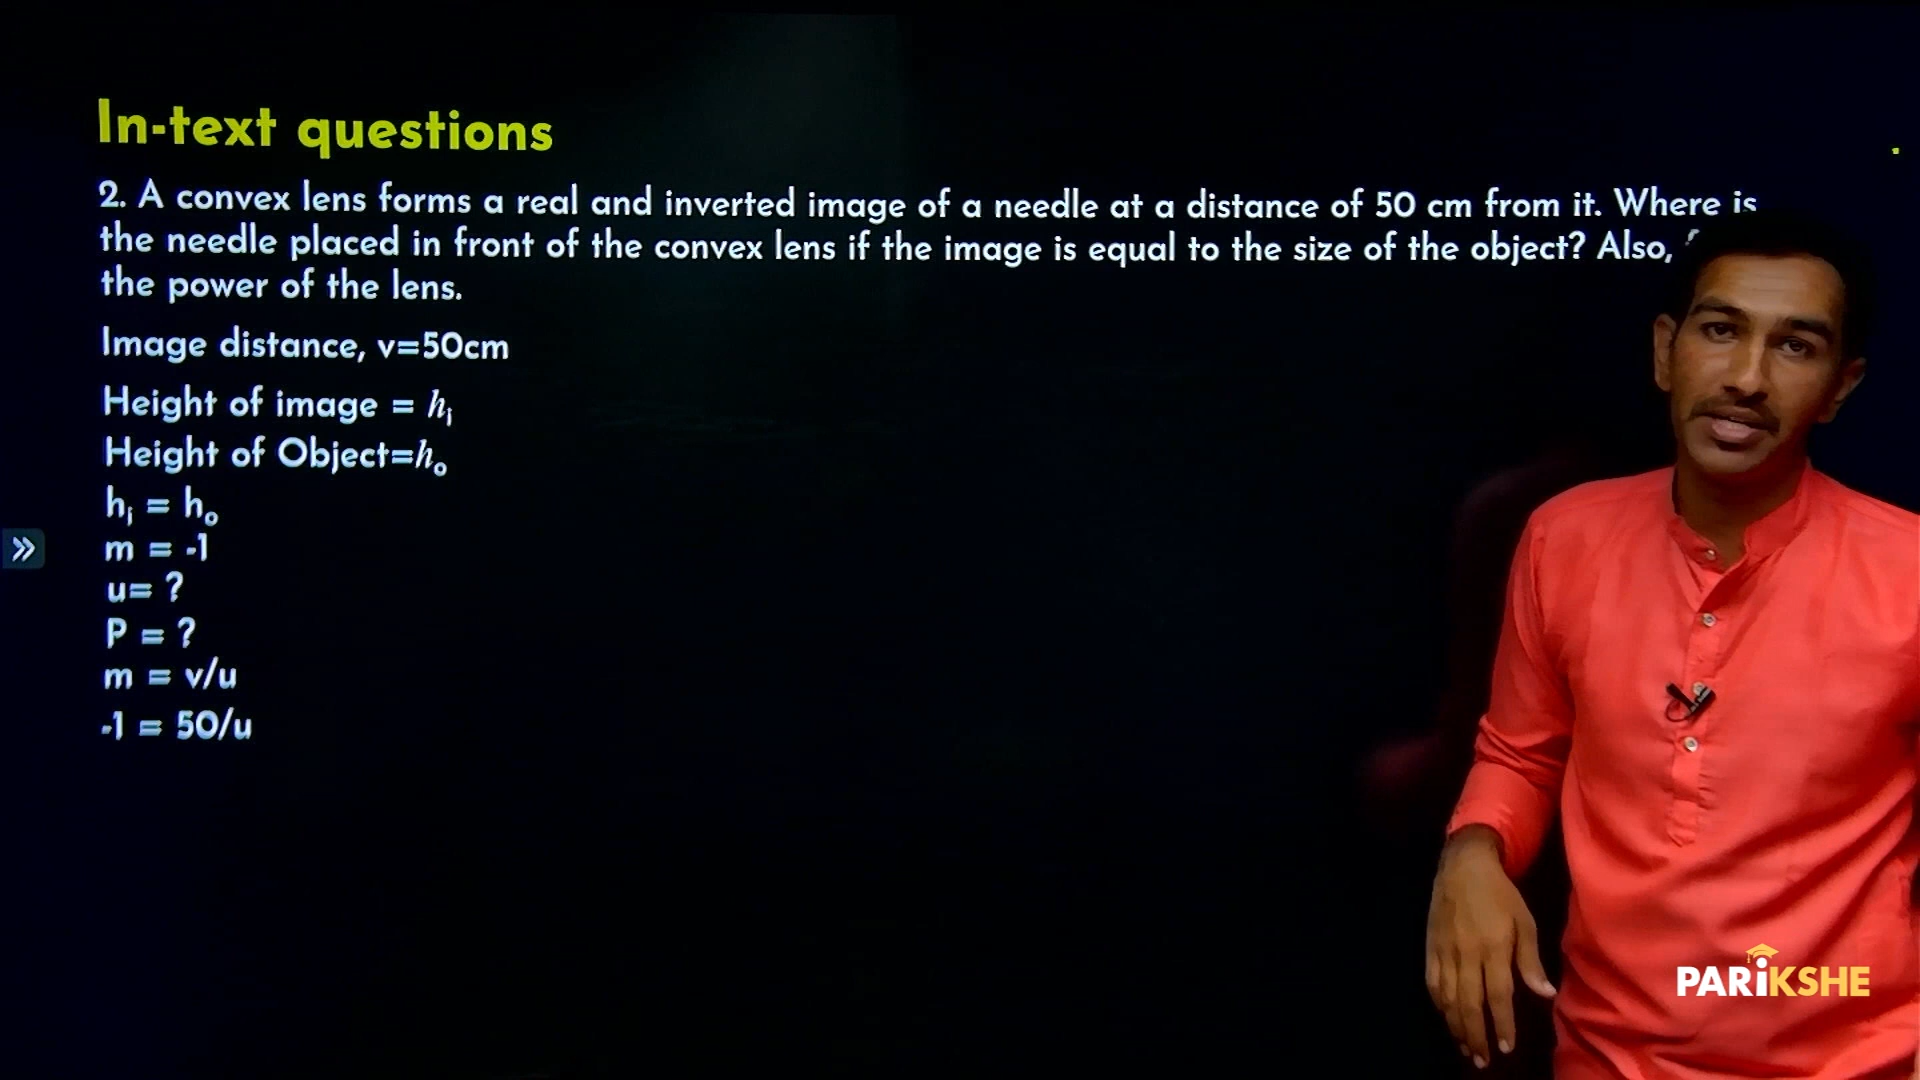 In-text questions
2. A convex lens forms a real and inverted image of a needle at a distance of 50 cm from it. Where is
the needle placed in front of the convex lens if the image is equal to the size of the object? Also,
the power of the lens.
Image distance, v=50cm
Height of image = hᵢ
Height of Object=hₒ
hᵢ = hₒ
m = -1
u= ?
P = ?
m = v/u
-1 = 50/u
PARIKSHE